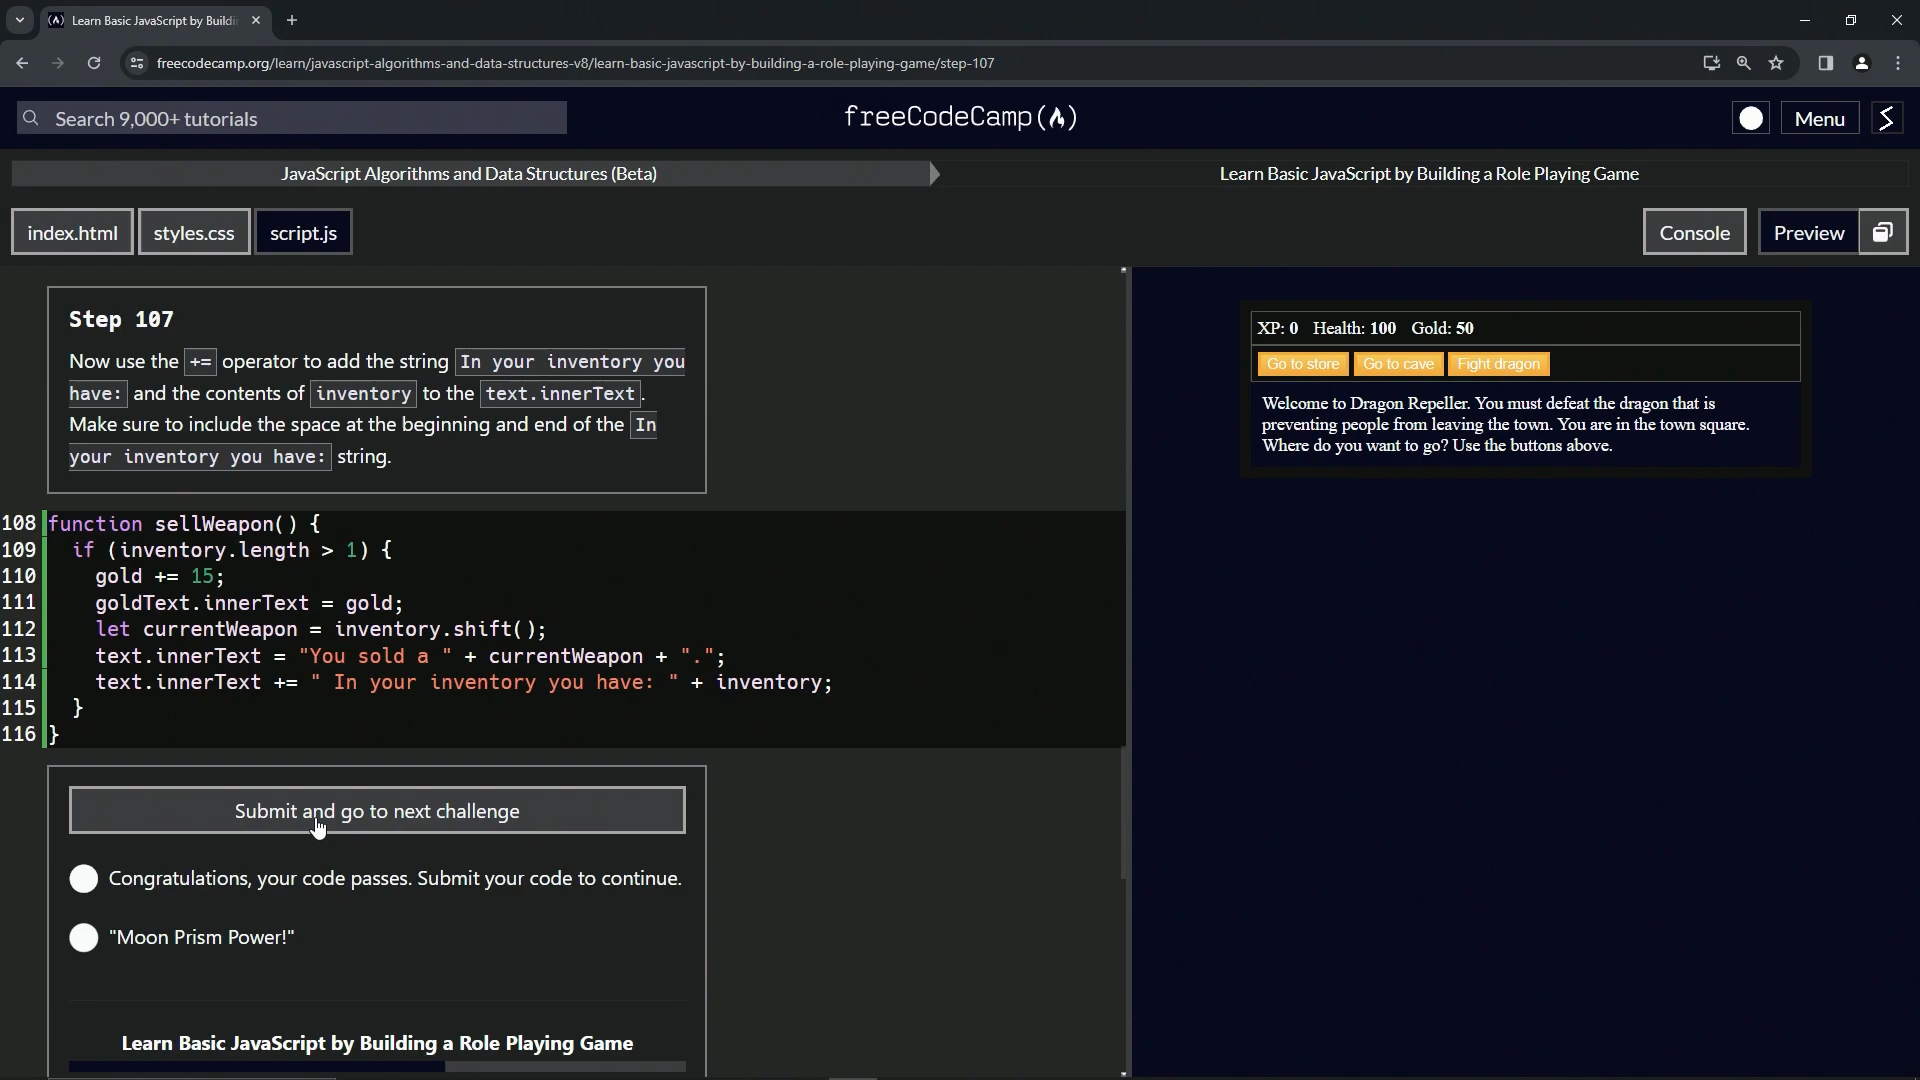 Learn Basic JavaScript by Buildi
freecodecamp.org/learn/javascript-algorithms-and-data-structures-v8/learn-basic-javascript-by-building-a-role-playing-game/step-107
Search 9,000+ tutorials
freeCodeCamp
Menu
JavaScript Algorithms and Data Structures (Beta)
Learn Basic JavaScript by Building a Role Playing Game
index.html
styles.css
script.js
Console
Preview
Step 107
Now use the += operator to add the string In your inventory you
have: and the contents of inventory to the text.innerText.
Make sure to include the space at the beginning and end of the In
your inventory you have: string.
108 function sellWeapon() {
109 if (inventory.length > 1) {
110 gold += 15;
111 goldText.innerText = gold;
112 let currentWeapon = inventory.shift();
113 text.innerText = "You sold a " + currentWeapon + ".";
114 text.innerText += " In your inventory you have: " + inventory;
115 }
116 }
Submit and go to next challenge
Congratulations, your code passes. Submit your code to continue.
"Moon Prism Power!"
Learn Basic JavaScript by Building a Role Playing Game
XP: 0 Health: 100 Gold: 50
Go to store
Go to cave
Fight dragon
Welcome to Dragon Repeller. You must defeat the dragon that is
preventing people from leaving the town. You are in the town square.
Where do you want to go? Use the buttons above.